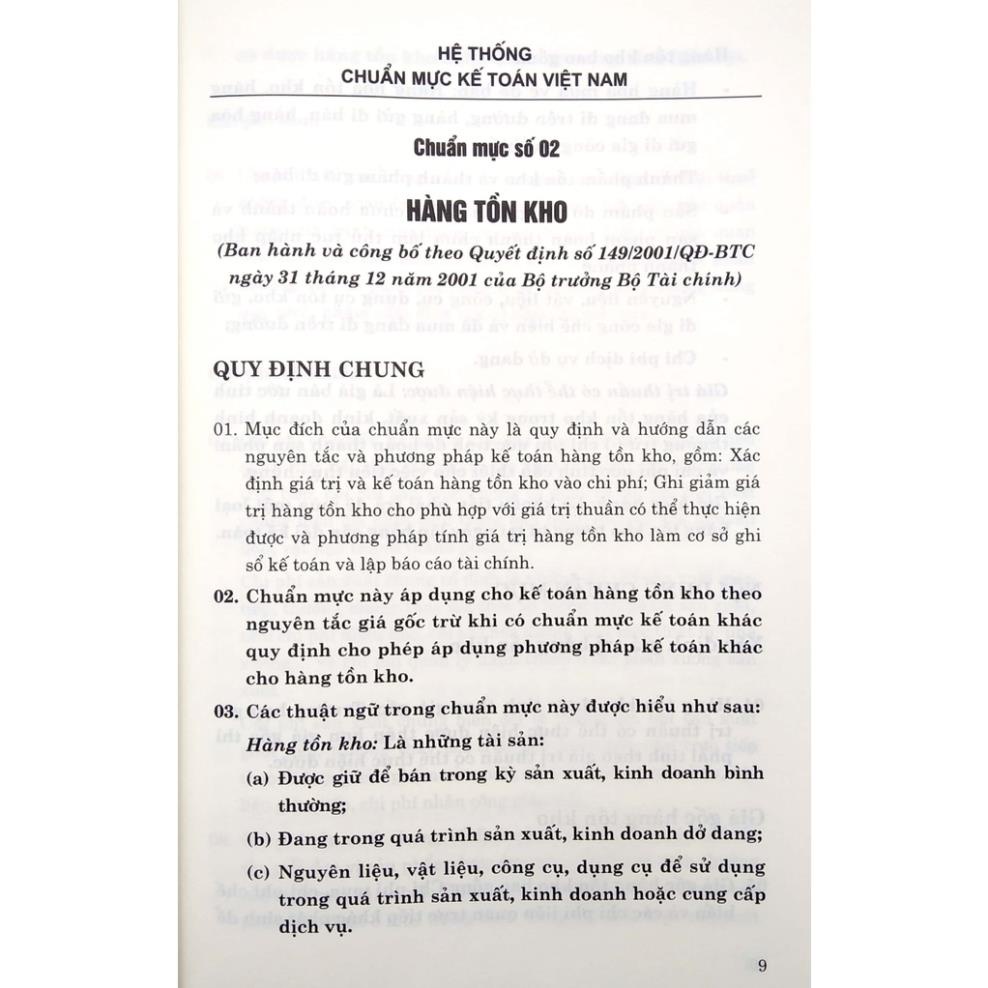 HỆ THỐNG
CHUẨN MỰC KẾ TOÁN VIỆT NAM
Chuẩn mực số 02
HÀNG TỒN KHO
(Ban hành và công bố theo Quyết định số 149/2001/QĐ-BTC
ngày 31 tháng 12 năm 2001 của Bộ trưởng Bộ Tài chính)
QUY ĐỊNH CHUNG
01. Mục đích của chuẩn mực này là quy định và hướng dẫn các
nguyên tắc và phương pháp kế toán hàng tồn kho, gồm: Xác
định giá trị và kế toán hàng tồn kho vào chi phí; Ghi giảm giá
trị hàng tồn kho cho phù hợp với giá trị thuần có thể thực hiện
được và phương pháp tính giá trị hàng tồn kho làm cơ sở ghi
sổ kế toán và lập báo cáo tài chính.
02. Chuẩn mực này áp dụng cho kế toán hàng tồn kho theo
nguyên tắc giá gốc trừ khi có chuẩn mực kế toán khác
quy định cho phép áp dụng phương pháp kế toán khác
cho hàng tồn kho.
03. Các thuật ngữ trong chuẩn mực này được hiểu như sau:
Hàng tồn kho: Là những tài sản:
(a) Được giữ để bán trong kỳ sản xuất, kinh doanh bình
thường;
(b) Đang trong quá trình sản xuất, kinh doanh dở dang;
(c) Nguyên liệu, vật liệu, công cụ, dụng cụ để sử dụng
trong quá trình sản xuất, kinh doanh hoặc cung cấp
dịch vụ.
9